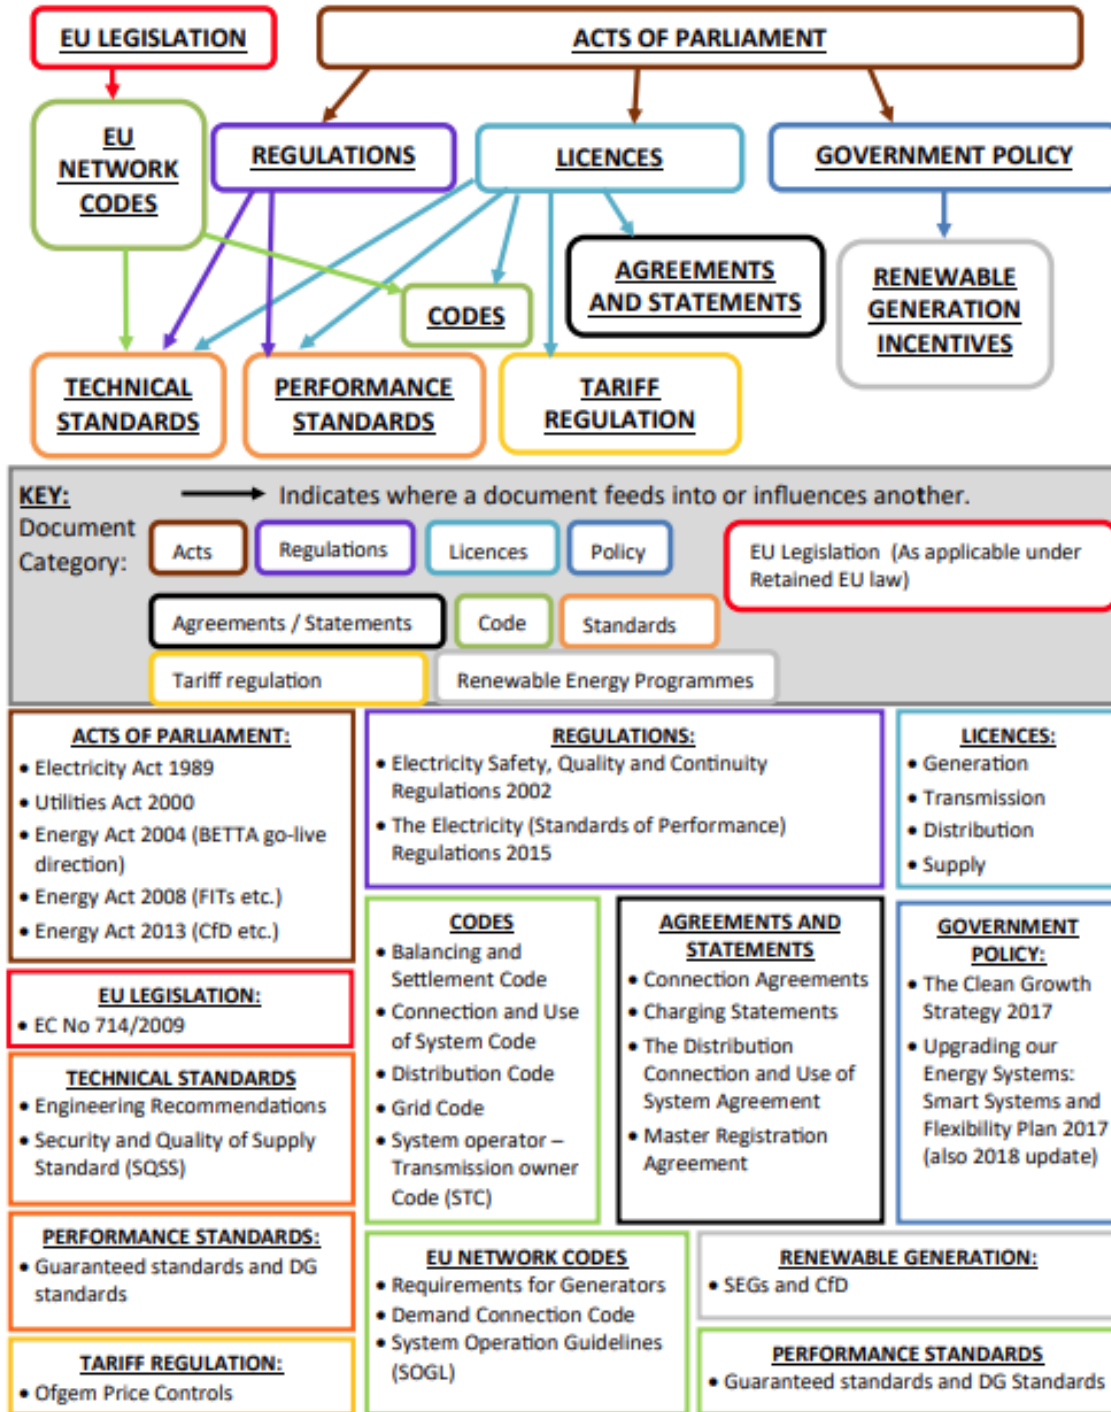 EU LEGISLATION
ACTS OF PARLIAMENT
EU
NETWORK
CODES
REGULATIONS
LICENCES
GOVERNMENT POLICY
AGREEMENTS
AND STATEMENTS
RENEWABLE
GENERATION
INCENTIVES
CODES
TECHNICAL
STANDARDS
PERFORMANCE
STANDARDS
TARIFF
REGULATION
KEY:
Indicates where a document feeds into or influences another.
Document
Category:
Acts
Regulations
Licences
Policy
EU Legislation (As applicable under
Retained EU law)
Agreements / Statements
Code
Standards
Tariff regulation
Renewable Energy Programmes
ACTS OF PARLIAMENT:
• Electricity Act 1989
• Utilities Act 2000
• Energy Act 2004 (BETTA go-live
direction)
• Energy Act 2008 (FITs etc.)
• Energy Act 2013 (CfD etc.)
REGULATIONS:
• Electricity Safety, Quality and Continuity
Regulations 2002
• The Electricity (Standards of Performance)
Regulations 2015
LICENCES:
• Generation
• Transmission
• Distribution
• Supply
EU LEGISLATION:
• EC No 714/2009
TECHNICAL STANDARDS
• Engineering Recommendations
• Security and Quality of Supply
Standard (SQSS)
PERFORMANCE STANDARDS:
• Guaranteed standards and DG
standards
TARIFF REGULATION:
• Ofgem Price Controls
CODES
• Balancing and
Settlement Code
• Connection and Use
of System Code
• Distribution Code
• Grid Code
• System operator –
Transmission owner
Code (STC)
AGREEMENTS AND
STATEMENTS
• Connection Agreements
• Charging Statements
• The Distribution
Connection and Use of
System Agreement
• Master Registration
Agreement
GOVERNMENT
POLICY:
• The Clean Growth
Strategy 2017
• Upgrading our
Energy Systems:
Smart Systems and
Flexibility Plan 2017
(also 2018 update)
EU NETWORK CODES
• Requirements for Generators
• Demand Connection Code
• System Operation Guidelines
(SOGL)
RENEWABLE GENERATION:
• SEGs and CfD
PERFORMANCE STANDARDS
• Guaranteed standards and DG Standards